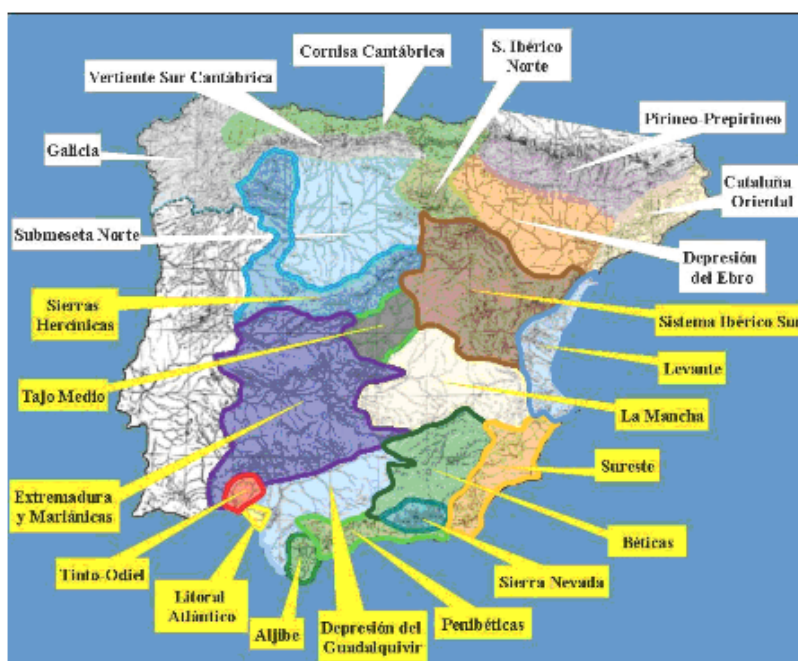 Cornisa Cantábrica
S. Ibérico
Norte
Vertiente Sur Cantábrica
Pirineo-Prepirineo
Galicia
Cataluña
Oriental
Submeseta Norte
Depresión
del Ebro
Sierras
Hercínicas
Sistema Ibérico Sur
Levante
Tajo Medio
La Mancha
Sureste
Extremadura
y Mariánicas
Béticas
Tinto-Odiel
Sierra Nevada
Litoral
Atlántico
Aljibe
Depresión del
Guadalquivir
Penibéticas